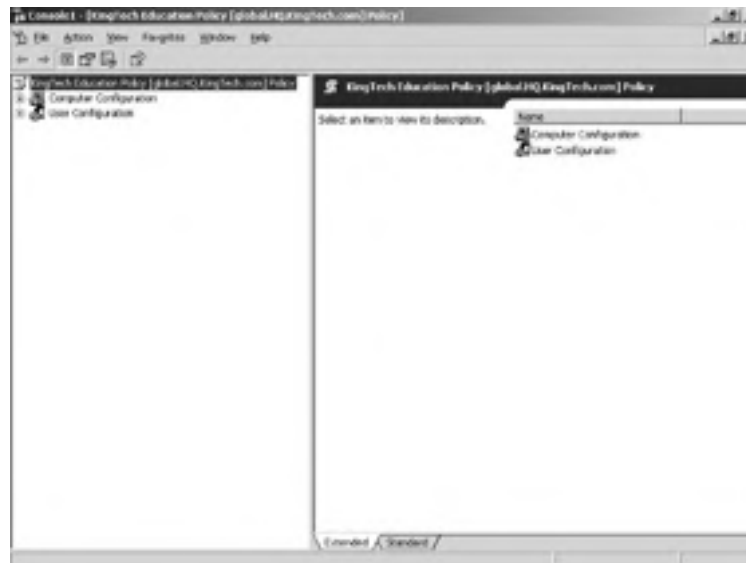 Console1 - [KingTech Education Policy [global.HQ.KingTech.com] Policy]
File Action View Favorites Window Help
KingTech Education Policy [global.HQ.KingTech.com] Policy
Computer Configuration
User Configuration
KingTech Education Policy [global.HQ.KingTech.com] Policy
Select an item to view its description.
Name
Computer Configuration
User Configuration
Extended
Standard